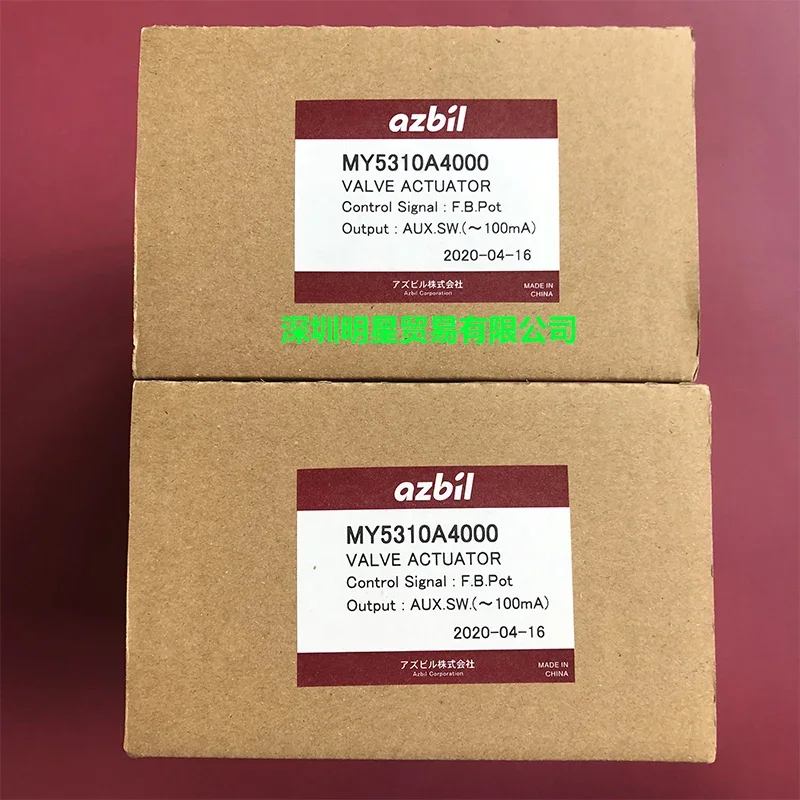 azbil
MY5310A4000
VALVE ACTUATOR
Control Signal : F.B.Pot
Output : AUX.SW.(~100mA)
2020-04-16
アズビル株式会社
Azbil Corporation
MADE IN
CHINA
深圳明星贸易有限公司
azbil
MY5310A4000
VALVE ACTUATOR
Control Signal : F.B.Pot
Output : AUX.SW.(~100mA)
2020-04-16
アズビル株式会社
Azbil Corporation
MADE IN
CHINA